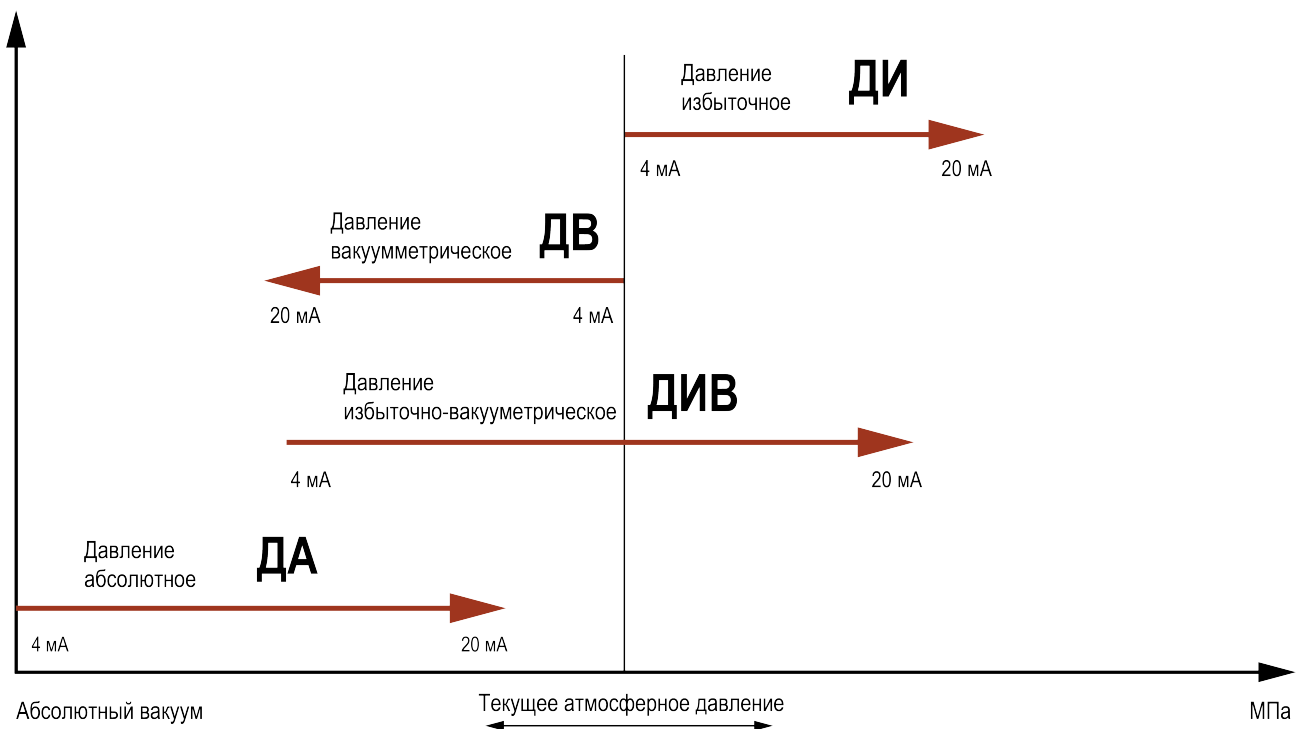 Давление
избыточное
ДИ
4 мА
20 мА
Давление
вакуумметрическое
ДВ
20 мА
4 мА
Давление
избыточно-вакууметрическое
ДИВ
4 мА
20 мА
Давление
абсолютное
ДА
4 мА
20 мА
Абсолютный вакуум
Текущее атмосферное давление
МПа